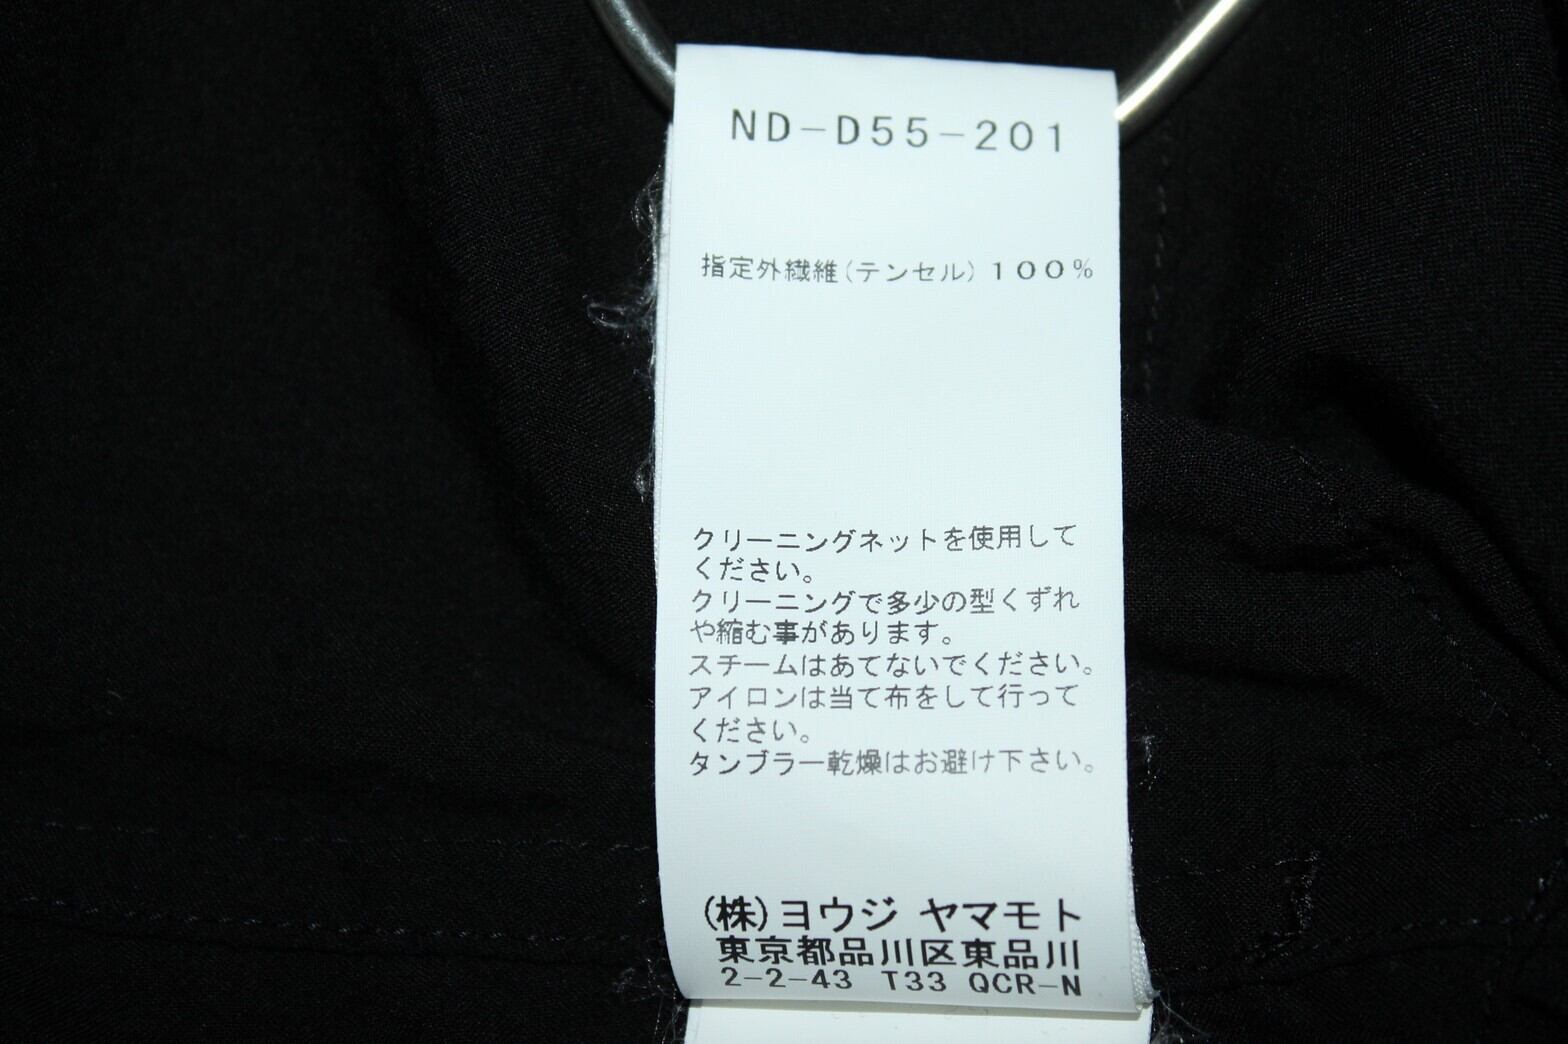 ND-D55-201
指定外繊維(テンセル)100%
クリーニングネットを使用して
ください。
クリーニングで多少の型くずれ
や縮む事があります。
スチームはあてないでください。
アイロンは当て布をして行って
ください。
タンブラー乾燥はお避け下さい。
(株)ヨウジ ヤマモト
東京都品川区東品川
2-2-43 T33 QCR-N